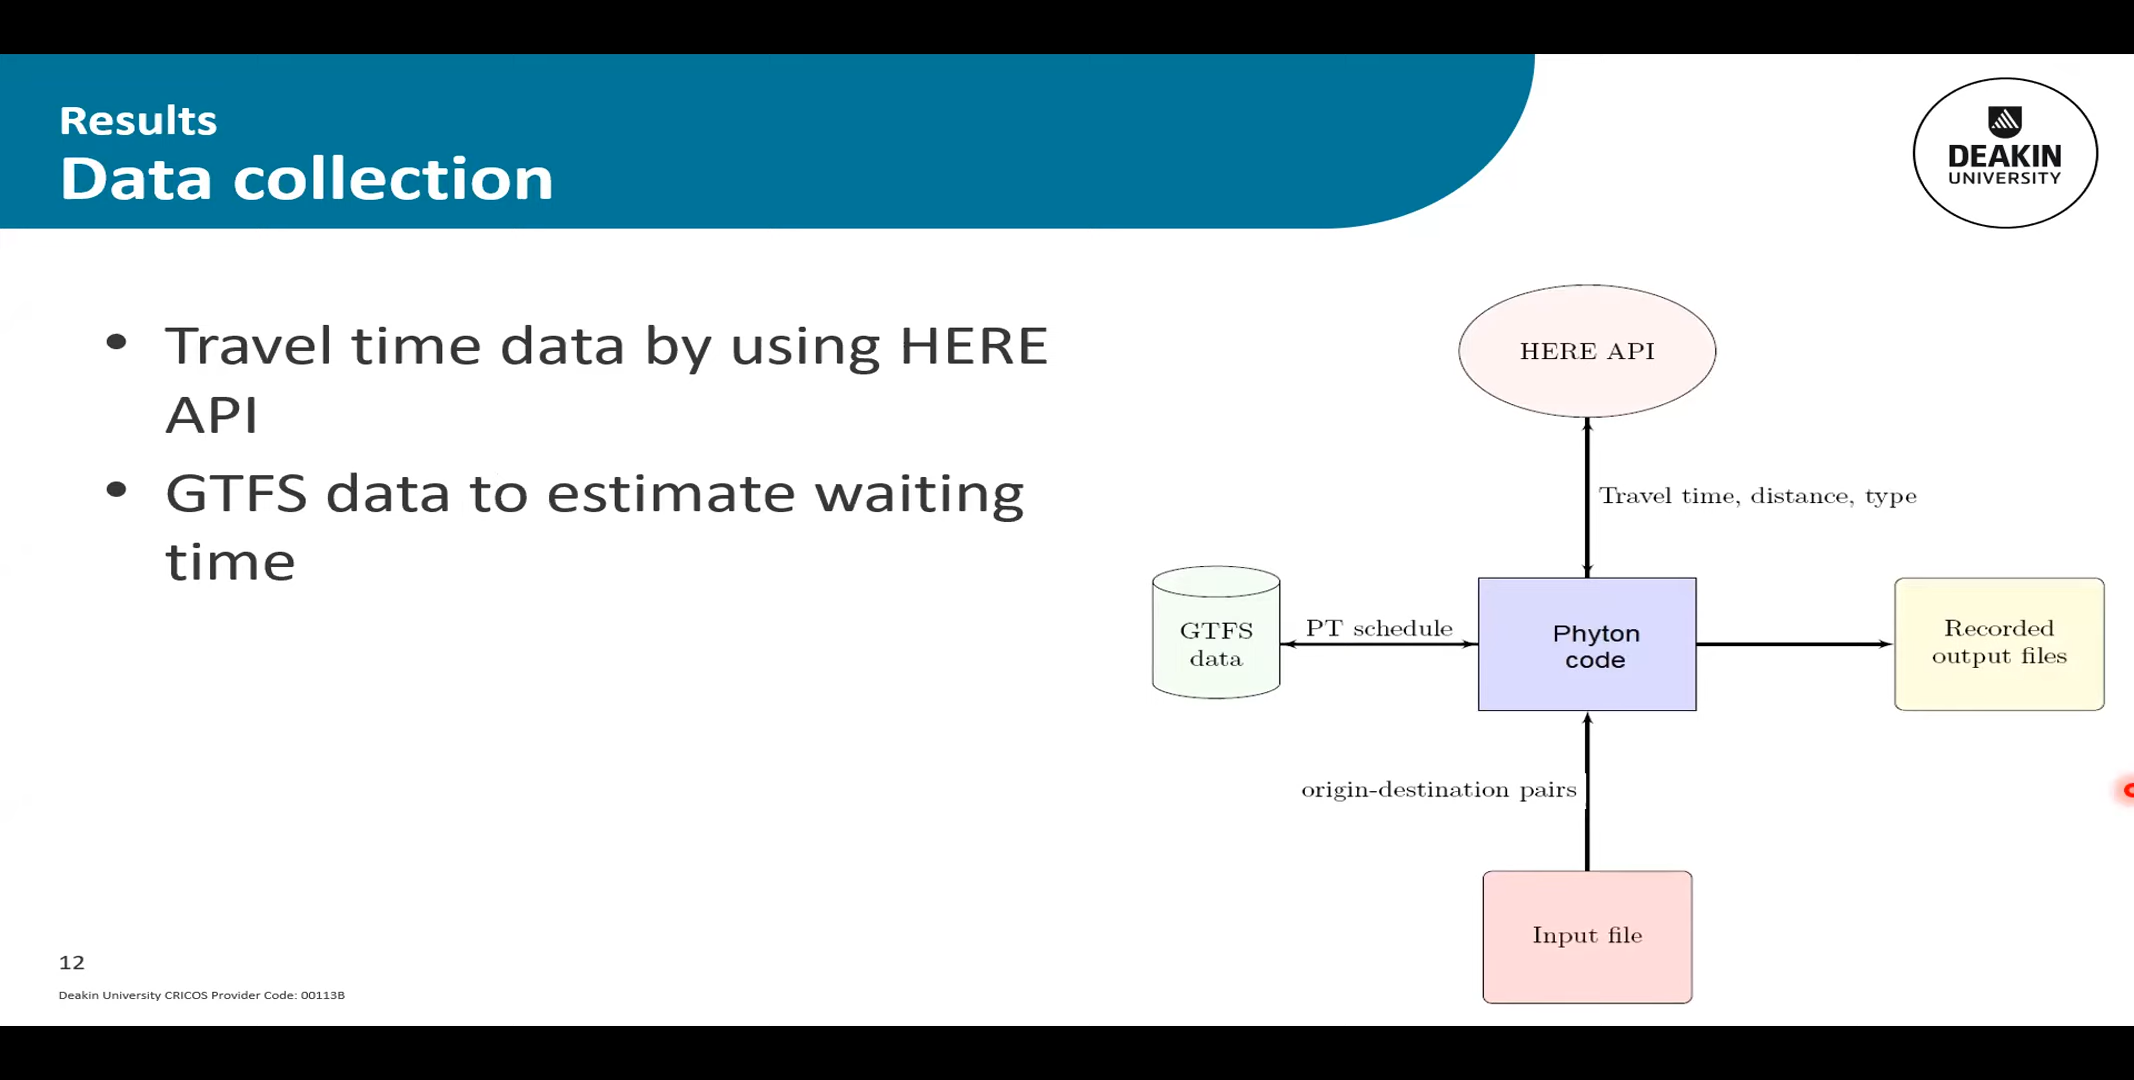 Results
Data collection
DEAKIN
UNIVERSITY
• Travel time data by using HERE
API
• GTFS data to estimate waiting
time
HERE API
Travel time, distance, type
GTFS
data
PT schedule
Phyton
code
Recorded
output files
origin-destination pairs
Input file
12
Deakin University CRICOS Provider Code: 00113B